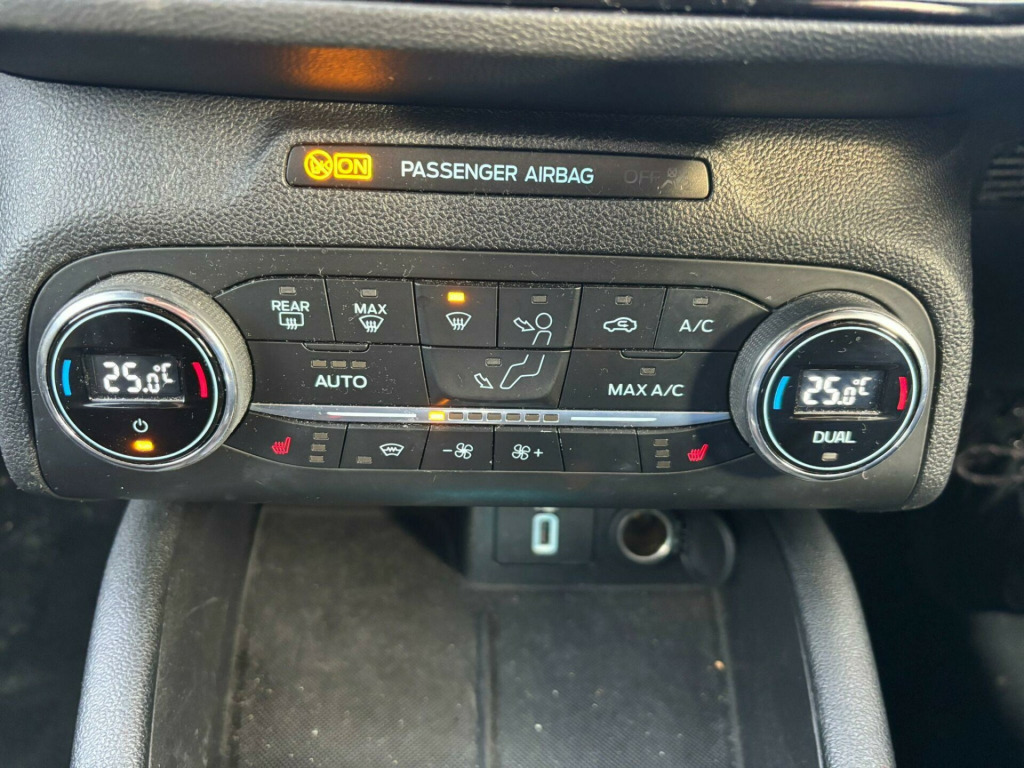 ON PASSENGER AIRBAG OFF
REAR MAX A/C
25.0°C AUTO MAX A/C 25.0°C
DUAL
- +